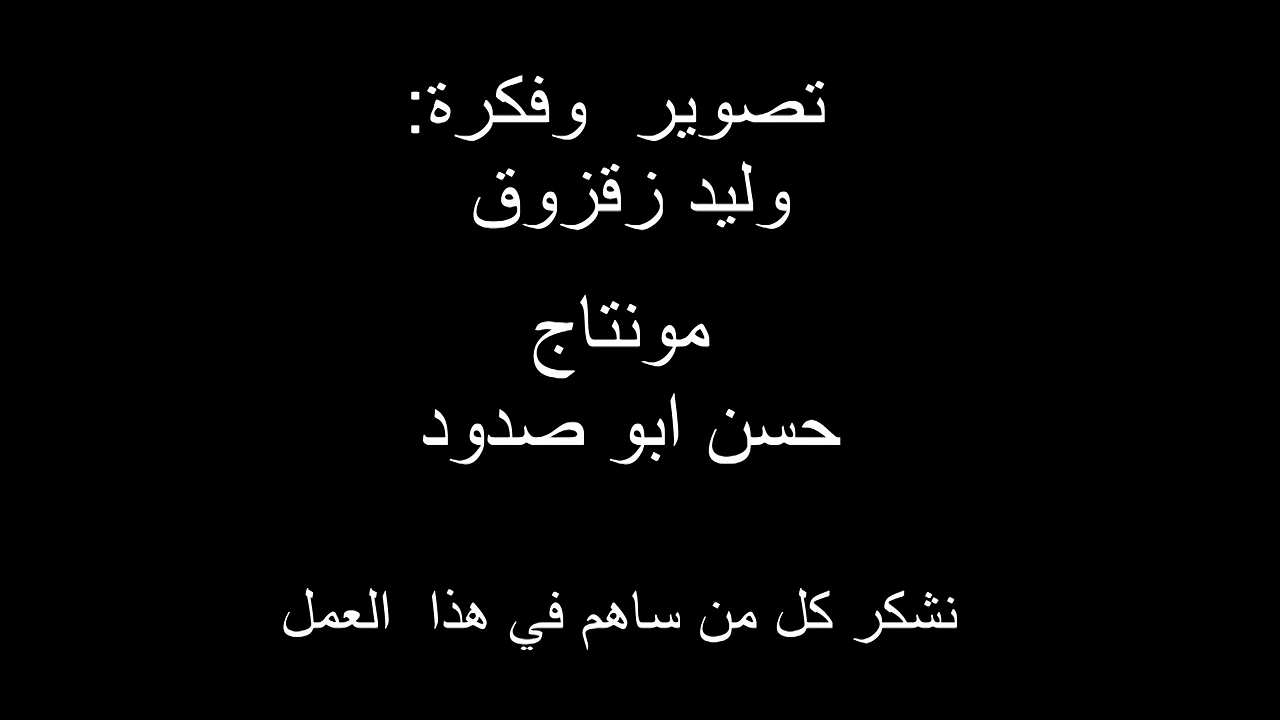 تصوير وفكرة:
وليد زقزوق
مونتاج
حسن ابو صدود
نشكر كل من ساهم في هذا العمل